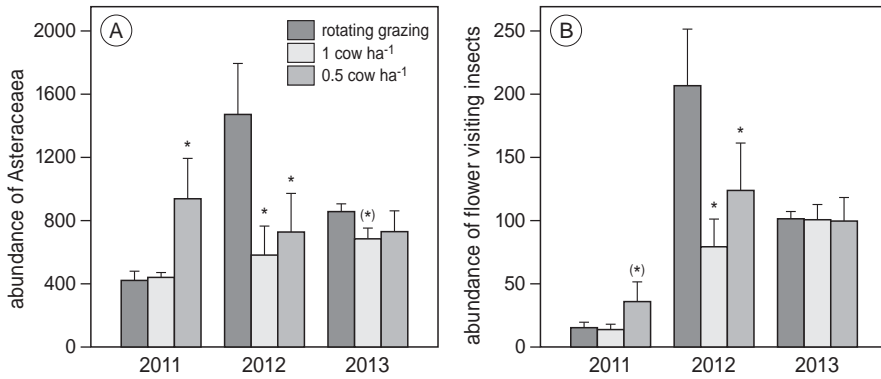 A
abundance of Asteraceaea
2000
1600
1200
800
400
0
rotating grazing
1 cow ha-1
0.5 cow ha-1
*
*
*
(*)
2011 2012 2013
B
abundance of flower visiting insects
250
200
150
100
50
0
(*)
*
*
2011 2012 2013